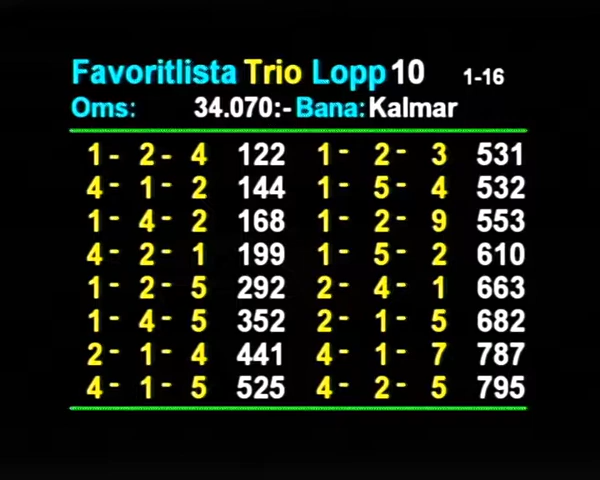 Favoritlista Trio Lopp 10 1-16
Oms: 34.070:- Bana: Kalmar
1- 2- 4 122 1- 2- 3 531
4- 1- 2 144 1- 5- 4 532
1- 4- 2 168 1- 2- 9 553
4- 2- 1 199 1- 5- 2 610
1- 2- 5 292 2- 4- 1 663
1- 4- 5 352 2- 1- 5 682
2- 1- 4 441 4- 1- 7 787
4- 1- 5 525 4- 2- 5 795